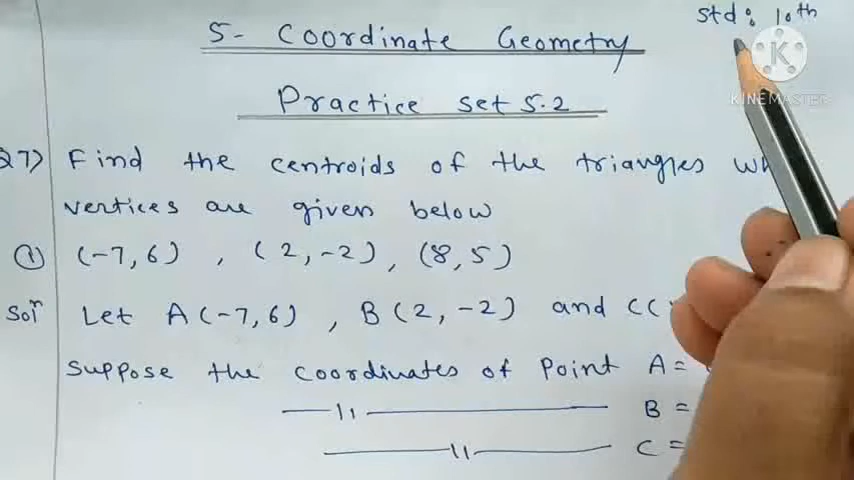 Std: 10th
5- Coordinate Geometry
KINEMASTER
Practice set 5.2
27) Find the centroids of the triangles
vertices are given below
① (-7,6) , (2,-2), (8,5)
Solⁿ Let A(-7,6) , B(2,-2) and C(
suppose the coordinates of point A=
—— 11 —— B =
—— 11 —— C =